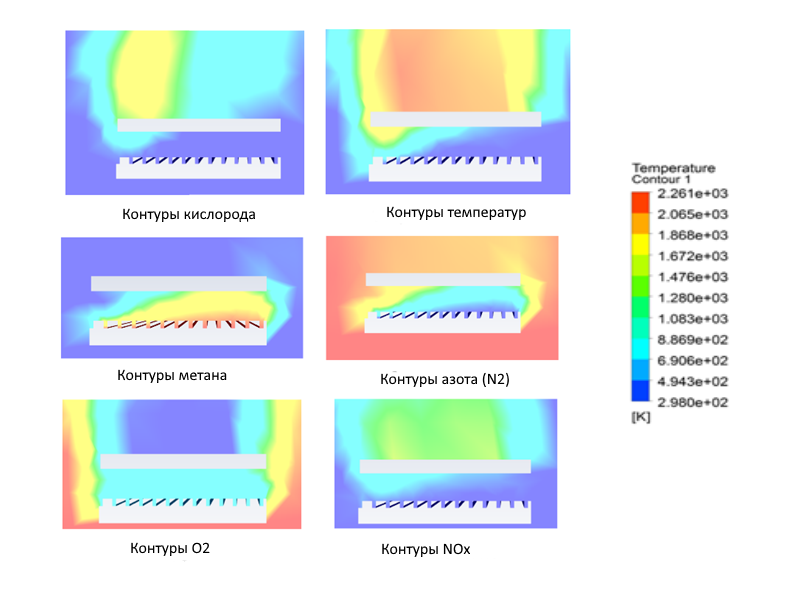 Контуры кислорода
Контуры температур
Контуры метана
Контуры азота (N2)
Контуры O2
Контуры NOx
Temperature
Contour 1
2.261e+03
2.065e+03
1.868e+03
1.672e+03
1.476e+03
1.280e+03
1.083e+03
8.869e+02
6.906e+02
4.943e+02
2.980e+02
[K]